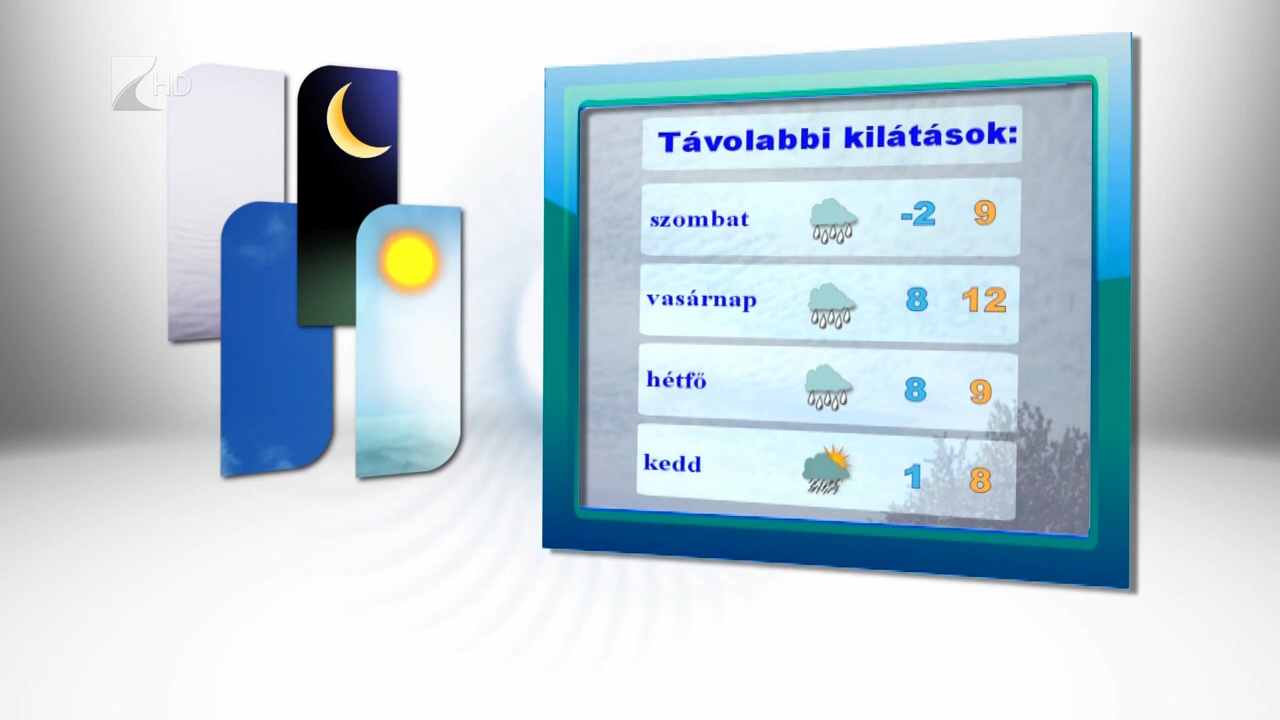 HD
Távolabbi kilátások:
szombat -2 9
vasárnap 8 12
hétfő 8 9
kedd 1 8